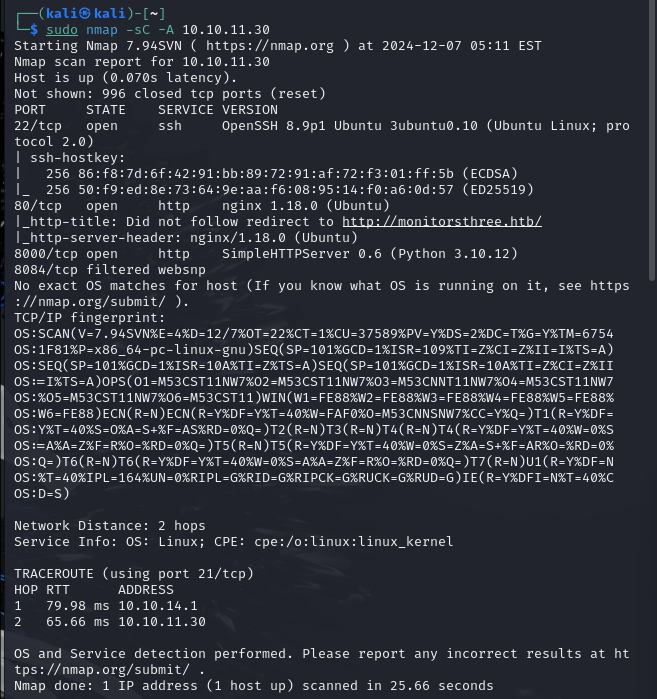 ┌──(kali㉿kali)-[~]
└─$ sudo nmap -sC -A 10.10.11.30
Starting Nmap 7.94SVN ( https://nmap.org ) at 2024-12-07 05:11 EST
Nmap scan report for 10.10.11.30
Host is up (0.070s latency).
Not shown: 996 closed tcp ports (reset)
PORT     STATE    SERVICE VERSION
22/tcp   open     ssh     OpenSSH 8.9p1 Ubuntu 3ubuntu0.10 (Ubuntu Linux; pro
tocol 2.0)
| ssh-hostkey:
|   256 86:f8:7d:6f:42:91:bb:89:72:91:af:72:f3:01:ff:5b (ECDSA)
|_  256 50:f9:ed:8e:73:64:9e:aa:f6:08:95:14:f0:a6:0d:57 (ED25519)
80/tcp   open     http    nginx 1.18.0 (Ubuntu)
|_http-title: Did not follow redirect to http://monitorsthree.htb/
|_http-server-header: nginx/1.18.0 (Ubuntu)
8000/tcp open     http    SimpleHTTPServer 0.6 (Python 3.10.12)
8084/tcp filtered websnp
No exact OS matches for host (If you know what OS is running on it, see https
://nmap.org/submit/ ).
TCP/IP fingerprint:
OS:SCAN(V=7.94SVN%E=4%D=12/7%OT=22%CT=1%CU=37589%PV=Y%DS=2%DC=T%G=Y%TM=6754
OS:1F81%P=x86_64-pc-linux-gnu)SEQ(SP=101%GCD=1%ISR=109%TI=Z%CI=Z%II=I%TS=A)
OS:SEQ(SP=101%GCD=1%ISR=10A%TI=Z%TS=A)SEQ(SP=101%GCD=1%ISR=10A%TI=Z%CI=Z%II
OS:=I%TS=A)OPS(O1=M53CST11NW7%O2=M53CST11NW7%O3=M53CNNT11NW7%O4=M53CST11NW7
OS:%O5=M53CST11NW7%O6=M53CST11)WIN(W1=FE88%W2=FE88%W3=FE88%W4=FE88%W5=FE88%
OS:W6=FE88)ECN(R=N)ECN(R=Y%DF=Y%T=40%W=FAF0%O=M53CNNSNW7%CC=Y%Q=)T1(R=Y%DF=
OS:Y%T=40%S=O%A=S+%F=AS%RD=0%Q=)T2(R=N)T3(R=N)T4(R=N)T4(R=Y%DF=Y%T=40%W=0%S
OS:=A%A=Z%F=R%O=%RD=0%Q=)T5(R=N)T5(R=Y%DF=Y%T=40%W=0%S=Z%A=S+%F=AR%O=%RD=0%
OS:Q=)T6(R=N)T6(R=Y%DF=Y%T=40%W=0%S=A%A=Z%F=R%O=%RD=0%Q=)T7(R=N)U1(R=Y%DF=N
OS:%T=40%IPL=164%UN=0%RIPL=G%RID=G%RIPCK=G%RUCK=G%RUD=G)IE(R=Y%DFI=N%T=40%C
OS:D=S)

Network Distance: 2 hops
Service Info: OS: Linux; CPE: cpe:/o:linux:linux_kernel

TRACEROUTE (using port 21/tcp)
HOP RTT      ADDRESS
1   79.98 ms 10.10.14.1
2   65.66 ms 10.10.11.30

OS and Service detection performed. Please report any incorrect results at ht
tps://nmap.org/submit/ .
Nmap done: 1 IP address (1 host up) scanned in 25.66 seconds